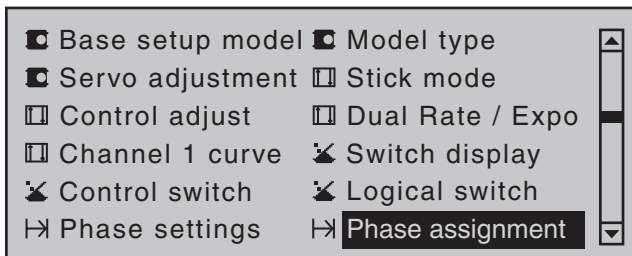 Base setup model Model type
Servo adjustment Stick mode
Control adjust Dual Rate / Expo
Channel 1 curve Switch display
Control switch Logical switch
Phase settings Phase assignment